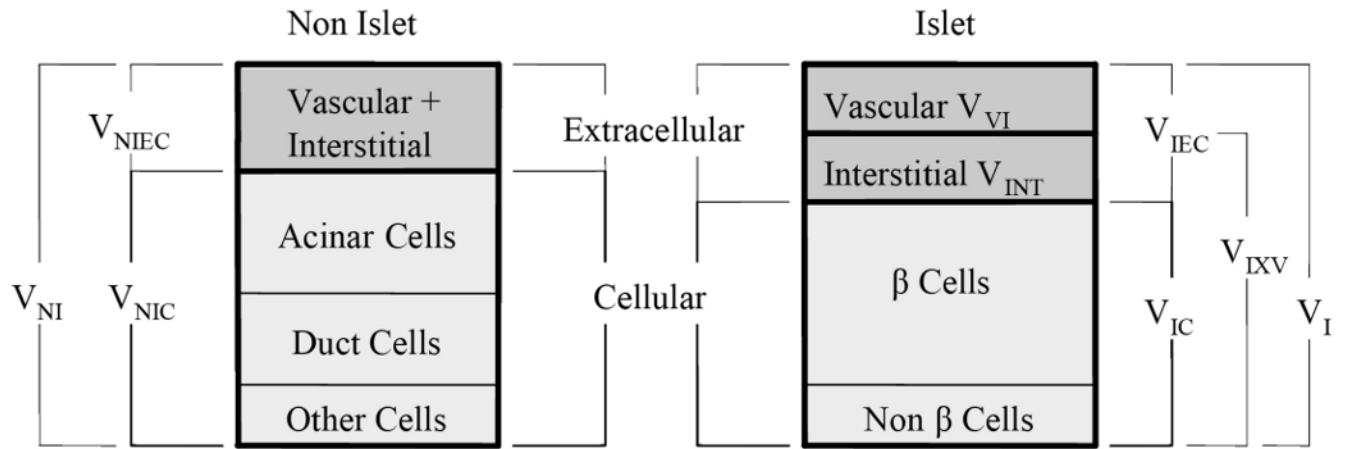 Non Islet
Islet
Vascular +
Interstitial
Extracellular
Vascular V_VI
Interstitial V_INT
V_NIEC
V_IEC
Acinar Cells
β Cells
V_IXV
V_NI
V_NIC
Cellular
V_IC
V_I
Duct Cells
Other Cells
Non β Cells